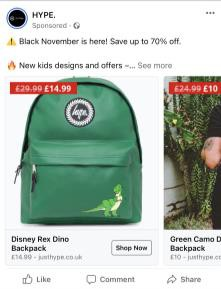 HYPE.
Sponsored ·
⚠️ Black November is here! Save up to 70% off.
🔥 New kids designs and offers –... See more
£29.99 £14.99
£24.99 £10
hype.
Disney Rex Dino
Backpack
£14.99 - justhype.co.uk
Shop Now
Green Camo D
Backpack
£10 - justhype.co
Like
Comment
Share